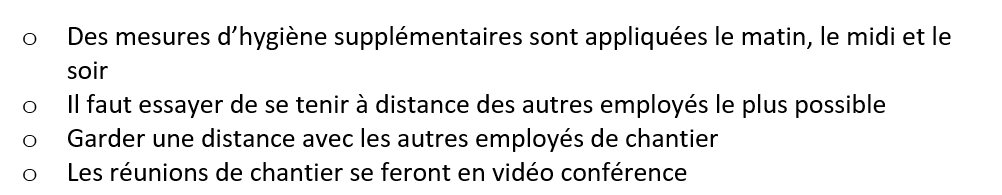 o Des mesures d’hygiène supplémentaires sont appliquées le matin, le midi et le
soir
o Il faut essayer de se tenir à distance des autres employés le plus possible
o Garder une distance avec les autres employés de chantier
o Les réunions de chantier se feront en vidéo conférence